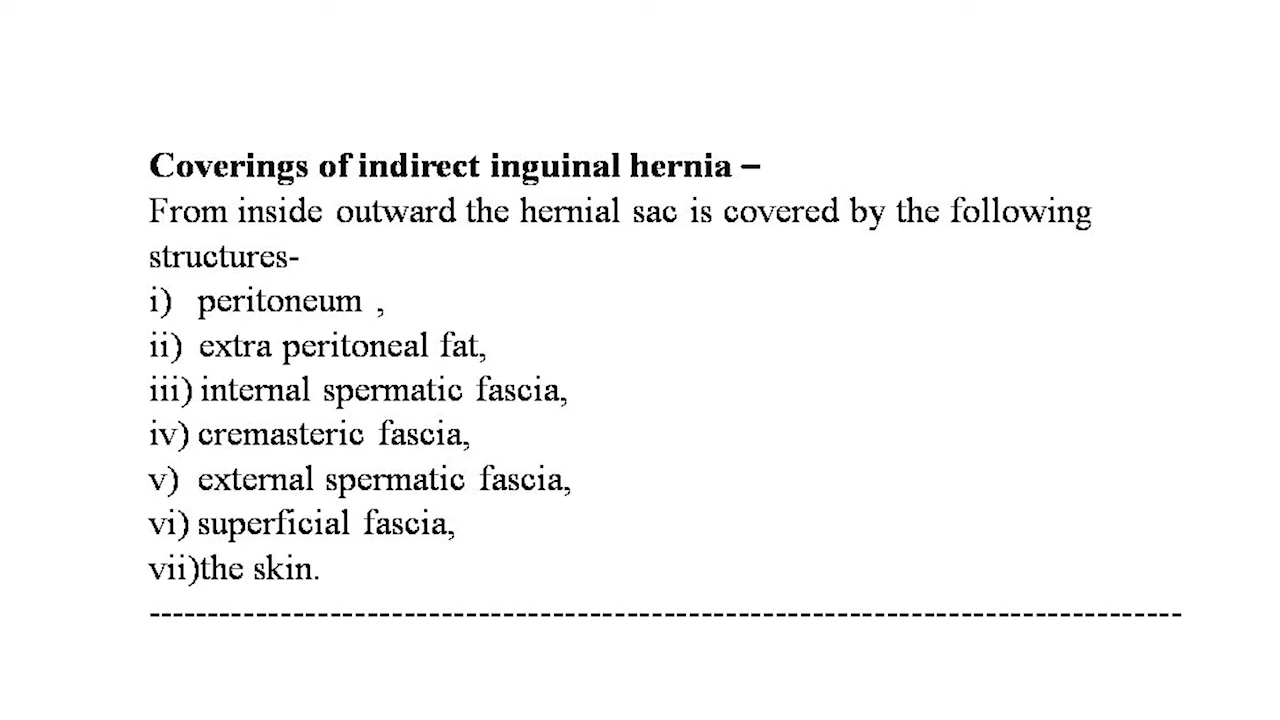 Coverings of indirect inguinal hernia –
From inside outward the hernial sac is covered by the following
structures-
i) peritoneum ,
ii) extra peritoneal fat,
iii) internal spermatic fascia,
iv) cremasteric fascia,
v) external spermatic fascia,
vi) superficial fascia,
vii)the skin.
----------------------------------------------------------------------------------------